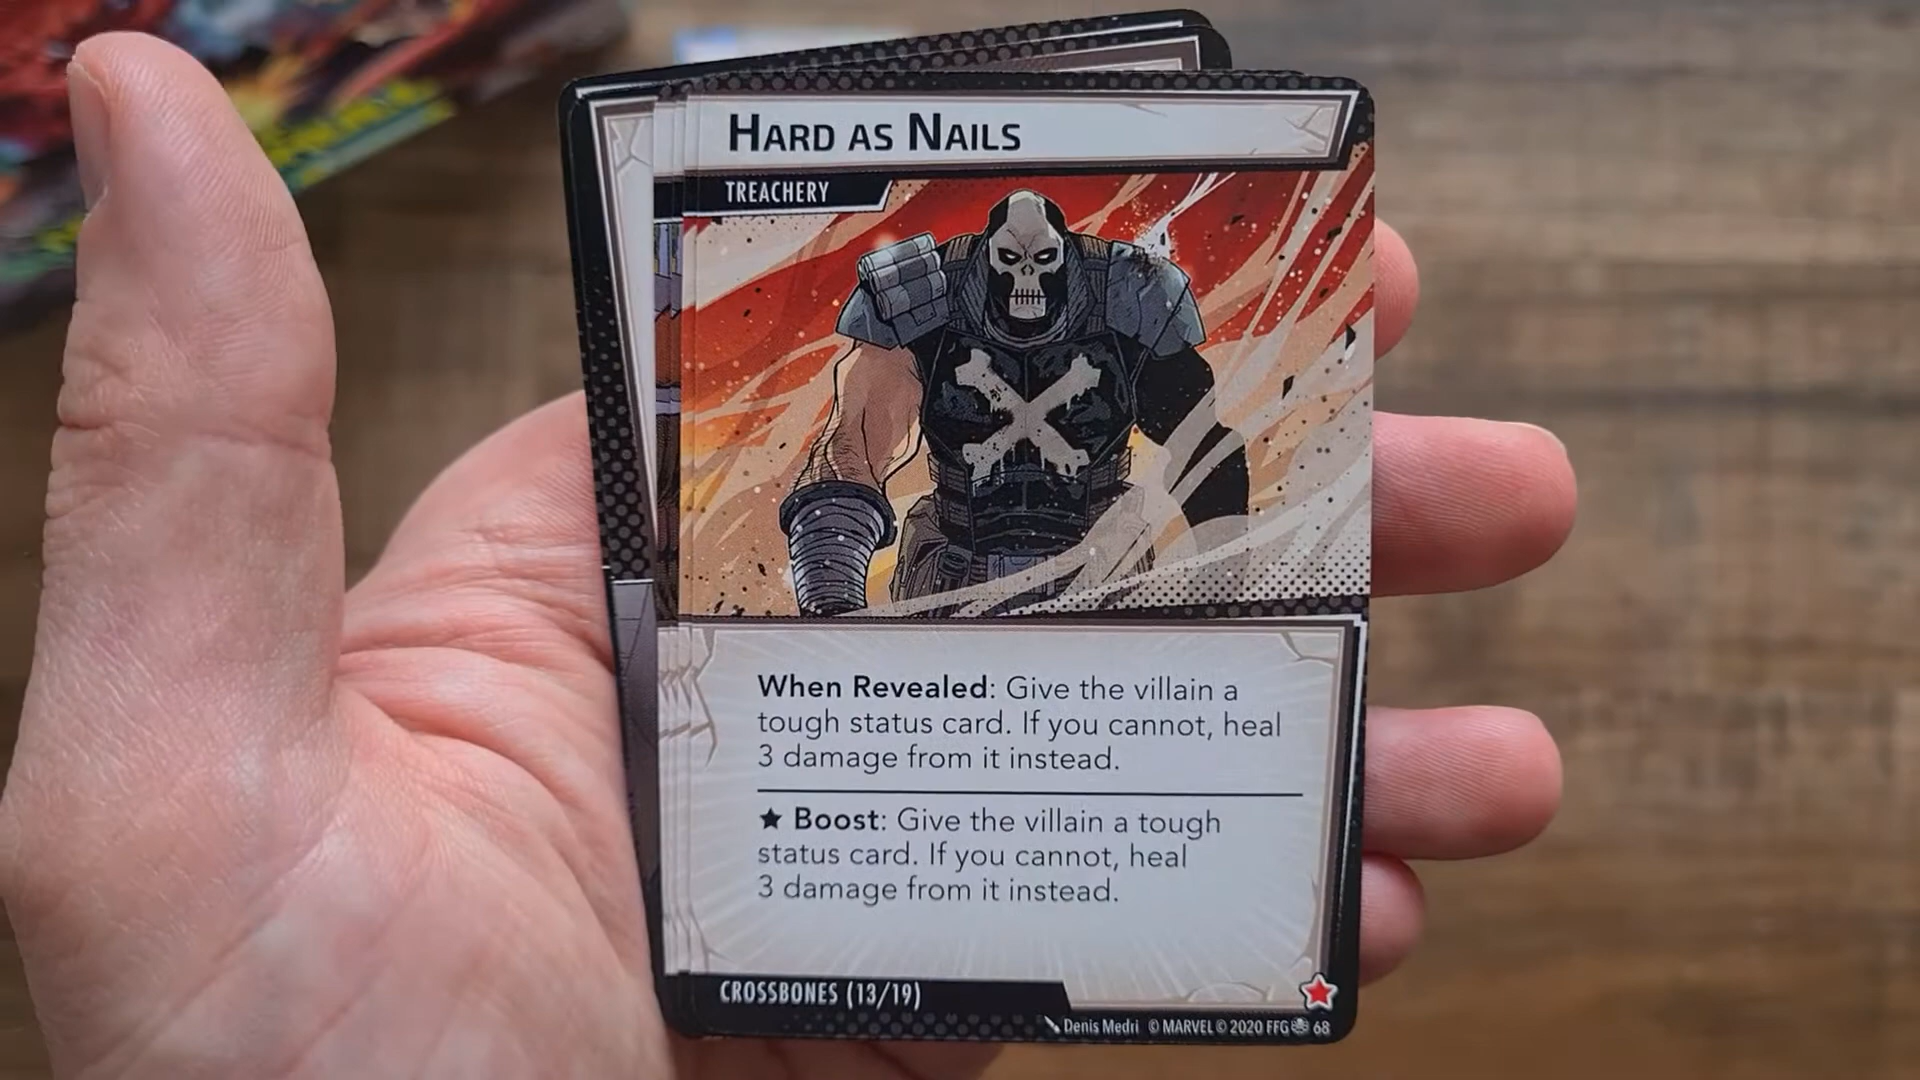 HARD AS NAILS
TREACHERY
When Revealed: Give the villain a
tough status card. If you cannot, heal
3 damage from it instead.
★ Boost: Give the villain a tough
status card. If you cannot, heal
3 damage from it instead.
CROSSBONES (13/19)
Denis Medri © MARVEL © 2020 FFG 68